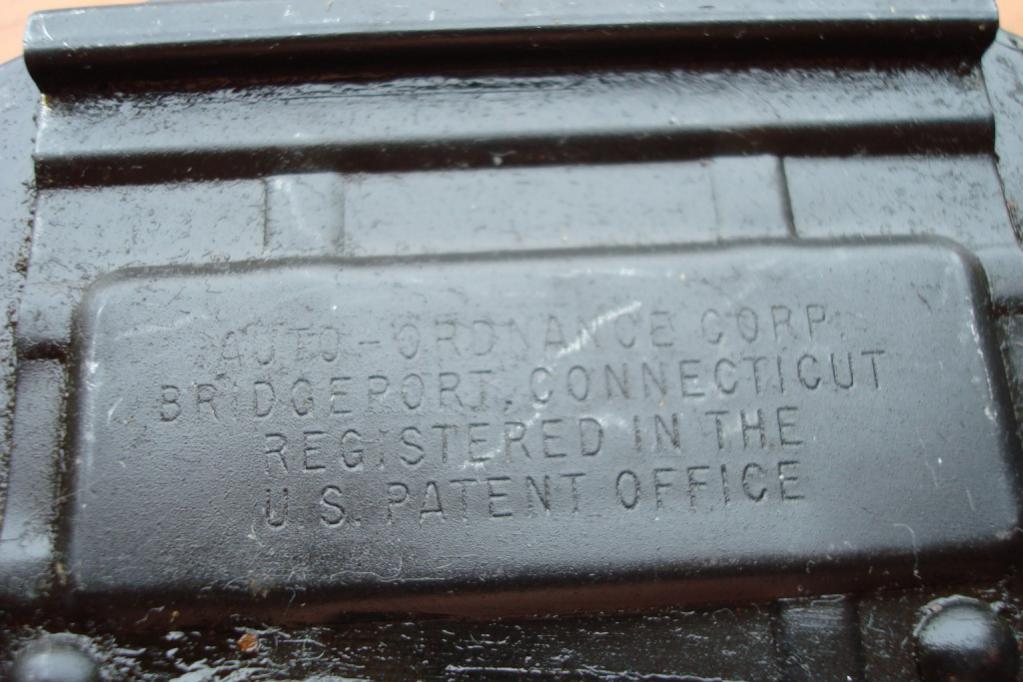 AUTO-ORDNANCE CORP.
BRIDGEPORT, CONNECTICUT
REGISTERED IN THE
U.S. PATENT OFFICE